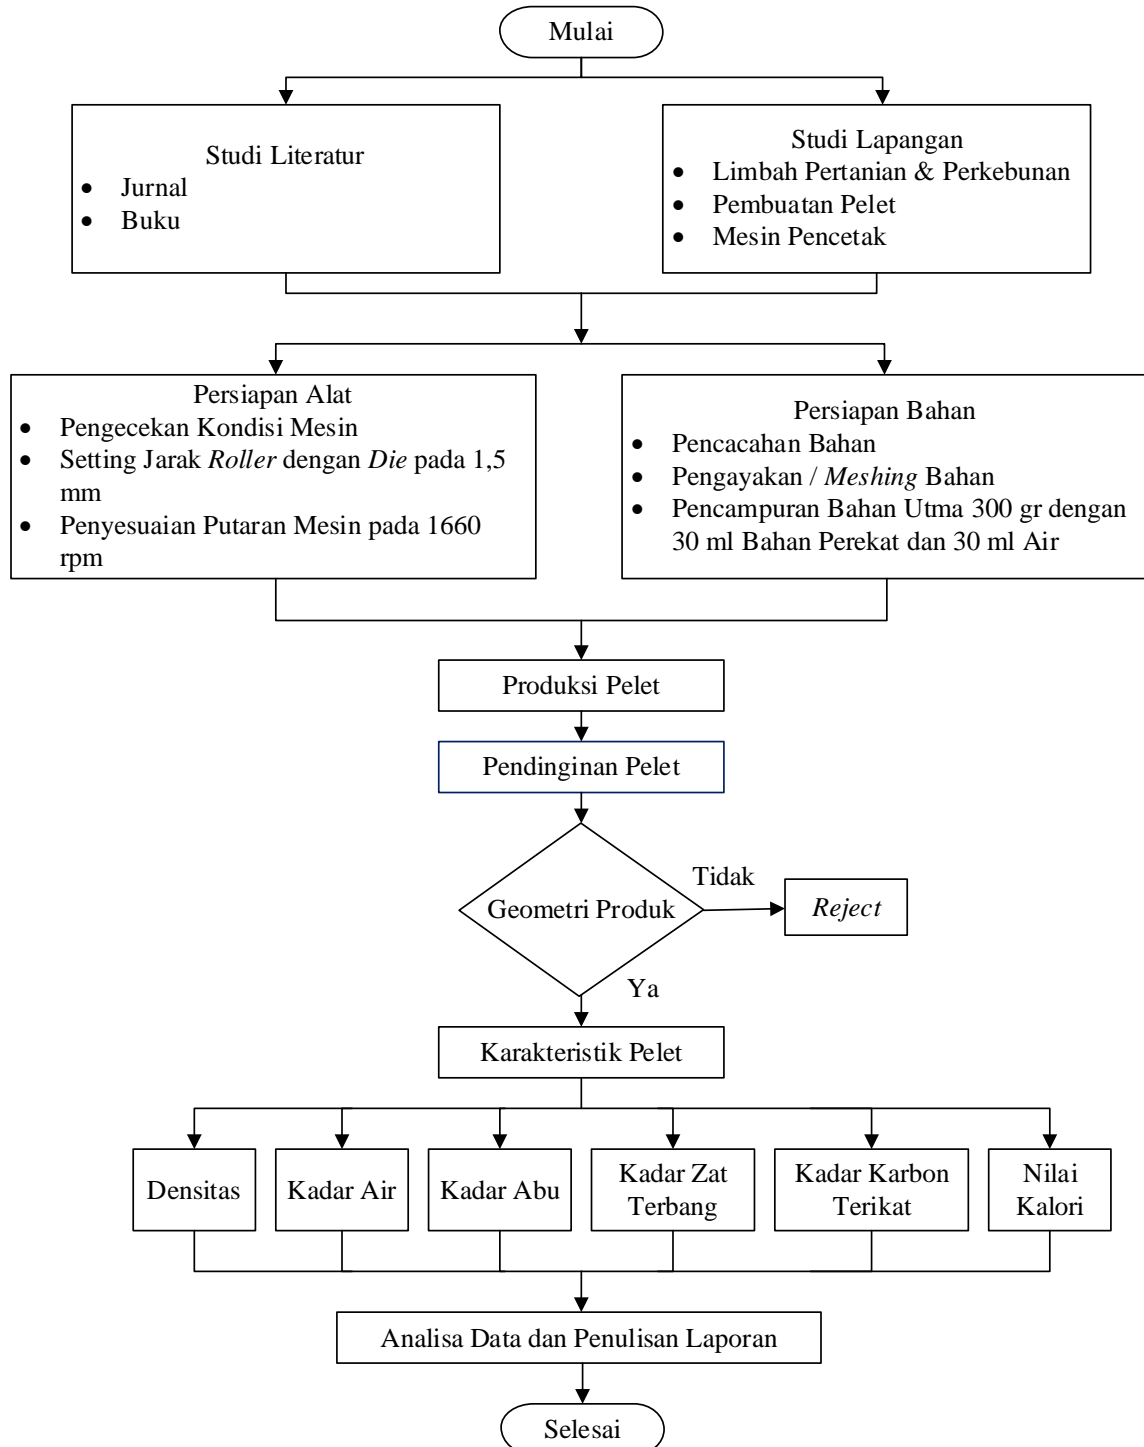 Mulai
Studi Literatur
• Jurnal
• Buku
Studi Lapangan
• Limbah Pertanian & Perkebunan
• Pembuatan Pelet
• Mesin Pencetak
Persiapan Alat
• Pengecekan Kondisi Mesin
• Setting Jarak Roller dengan Die pada 1,5
mm
• Penyesuaian Putaran Mesin pada 1660
rpm
Persiapan Bahan
• Pencacahan Bahan
• Pengayakan / Meshing Bahan
• Pencampuran Bahan Utma 300 gr dengan
30 ml Bahan Perekat dan 30 ml Air
Produksi Pelet
Pendinginan Pelet
Geometri Produk
Tidak
Reject
Ya
Karakteristik Pelet
Densitas
Kadar Air
Kadar Abu
Kadar Zat
Terbang
Kadar Karbon
Terikat
Nilai
Kalori
Analisa Data dan Penulisan Laporan
Selesai